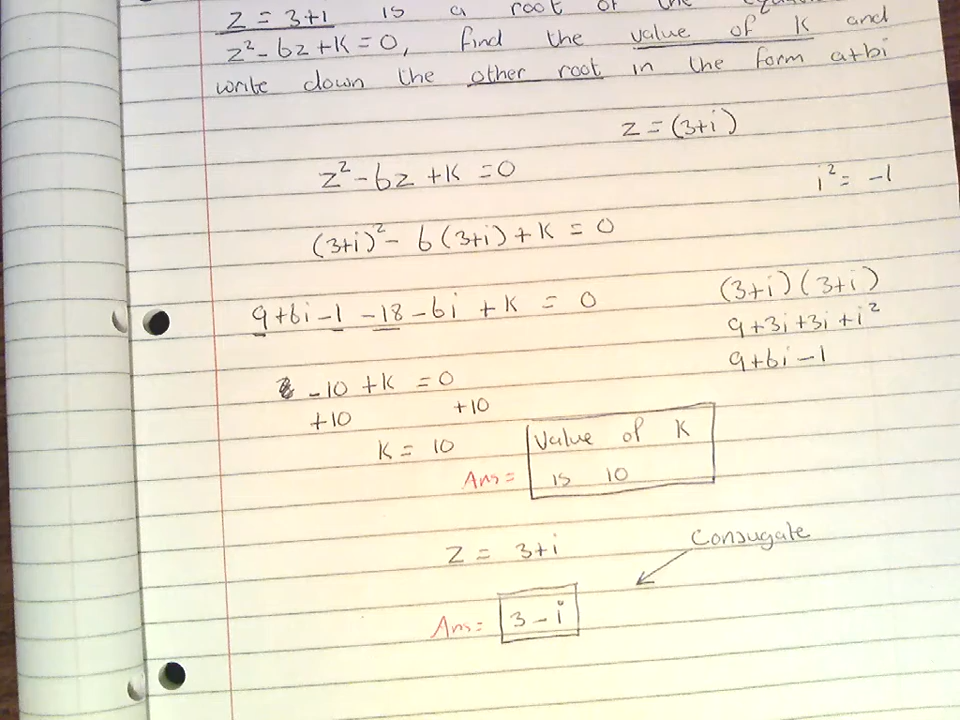 z = 3+i is a root of the
z² - 6z + K = 0, find the value of K and
write down the other root in the form a+bi
z = (3+i)
z² - 6z + K = 0
i² = -1
(3+i)² - 6(3+i) + K = 0
9+6i-1-18-6i+K = 0
(3+i)(3+i)
9+3i+3i+i²
9+6i-1
-10 + K = 0
+10 +10
K = 10
Value of K
Ans= is 10
Conjugate
z = 3+i
Ans= 3-i